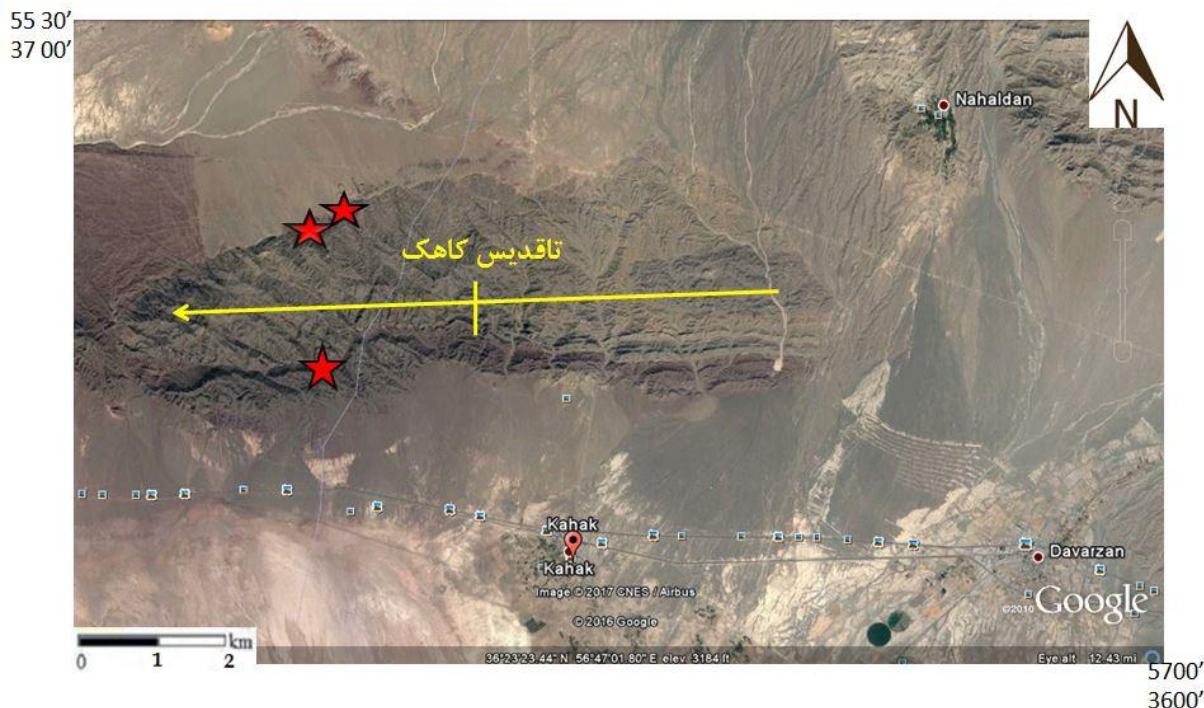 55 30’
37 00’
N
Nahaldan
تاقدیس کاهک
Kahak
Kahak
Davarzan
Image © 2017 CNES / Airbus
© 2016 Google
©2010 Google
km
0 1 2
36°23'23.44" N 56°47'01.80" E elev 3184 ft
Eye alt 12.43 mi
5700’
3600’